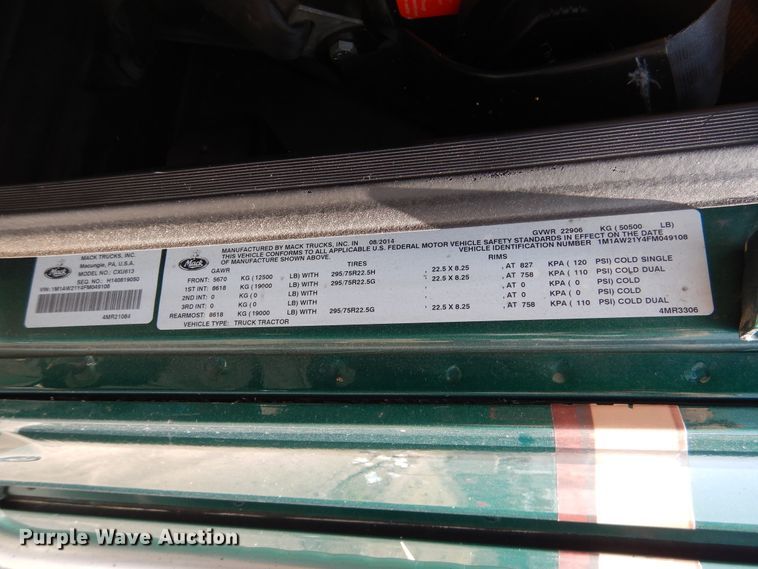 Mack
MACK TRUCKS, INC.
Macungie, PA, U.S.A.
MODEL NO.: CXU613
SEQ. NO.: H140819050
VIN: 1M1AW21Y4FM049108
4MR21084
Mack
MANUFACTURED BY MACK TRUCKS, INC. IN 08/2014 GVWR 22906 KG ( 50500 LB)
THIS VEHICLE CONFORMS TO ALL APPLICABLE U.S. FEDERAL MOTOR VEHICLE SAFETY STANDARDS IN EFFECT ON THE DATE
OF MANUFACTURE SHOWN ABOVE. VEHICLE IDENTIFICATION NUMBER 1M1AW21Y4FM049108
GAWR TIRES RIMS
FRONT: 5670 KG (12500 LB) WITH 295/75R22.5H 22.5 X 8.25 , AT 827 KPA ( 120 PSI) COLD SINGLE
1ST INT: 8618 KG (19000 LB) WITH 295/75R22.5G 22.5 X 8.25 , AT 758 KPA ( 110 PSI) COLD DUAL
2ND INT: 0 KG (0 LB) WITH , AT 0 KPA ( 0 PSI) COLD
3RD INT: 0 KG (0 LB) WITH , AT 0 KPA ( 0 PSI) COLD
REARMOST: 8618 KG (19000 LB) WITH 295/75R22.5G 22.5 X 8.25 , AT 758 KPA ( 110 PSI) COLD DUAL
VEHICLE TYPE: TRUCK TRACTOR 4MR3306
Purple Wave Auction